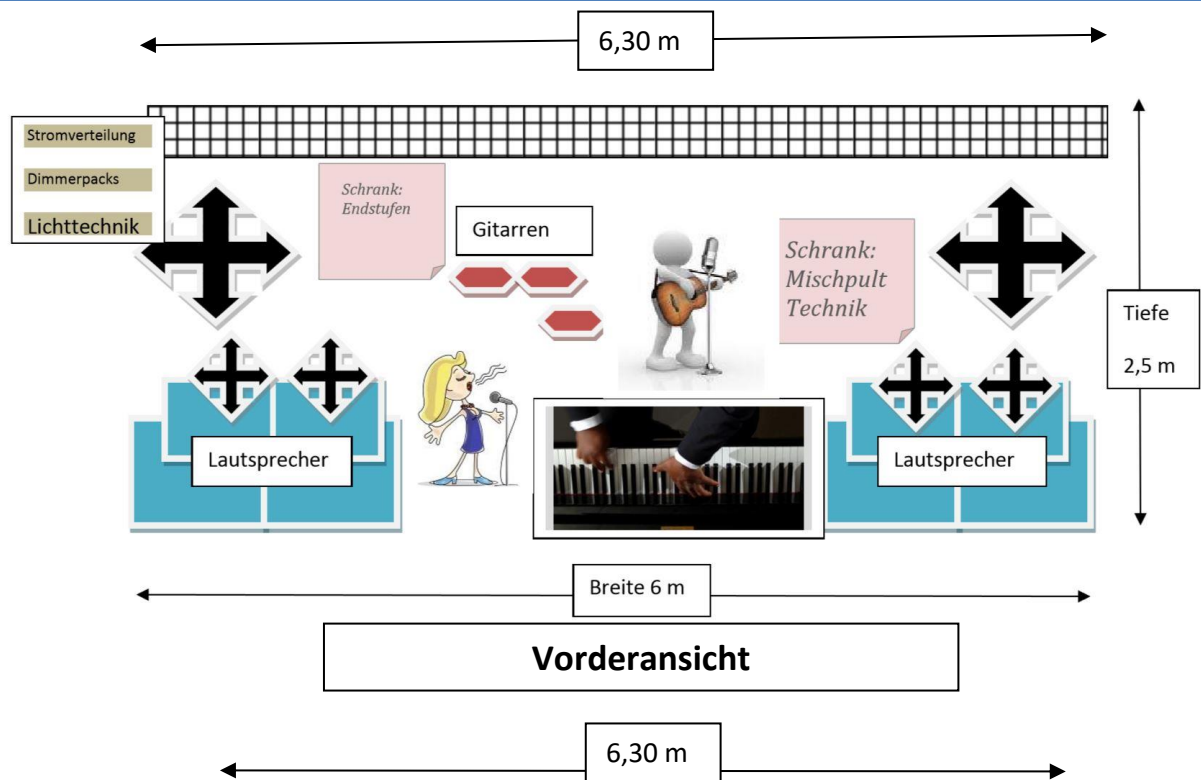 6,30 m
Stromverteilung
Dimmerpacks
Lichttechnik
Schrank:
Endstufen
Gitarren
Schrank:
Mischpult
Technik
Tiefe
2,5 m
Lautsprecher
Lautsprecher
Breite 6 m
Vorderansicht
6,30 m